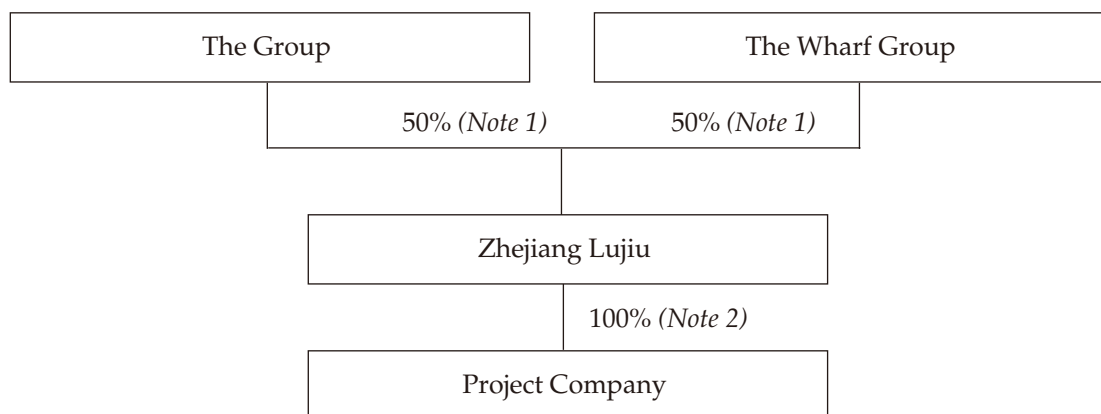 The Group
The Wharf Group
50% (Note 1)
50% (Note 1)
Zhejiang Lujiu
100% (Note 2)
Project Company